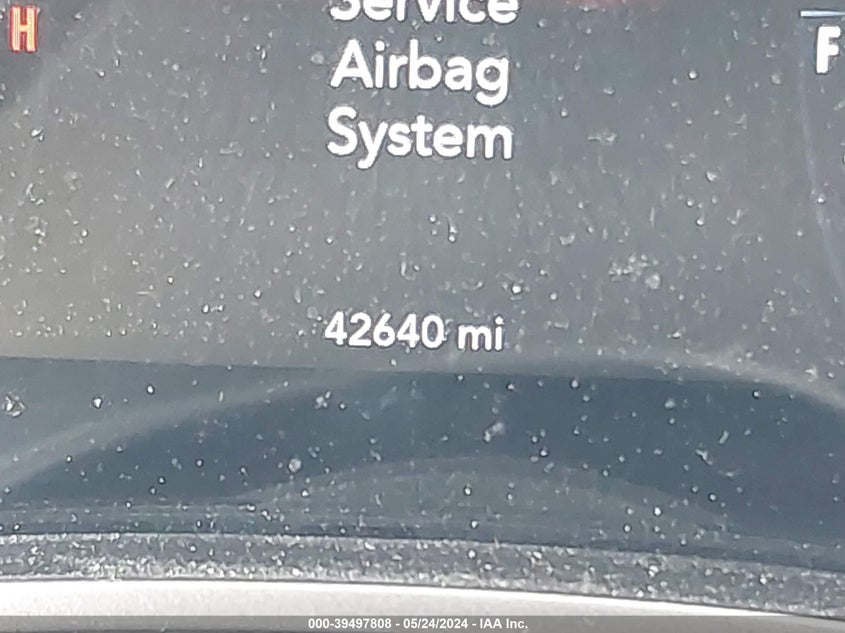 Service
H
F
Airbag
System
42640 mi
000-39497808 - 05/24/2024 - IAA Inc.